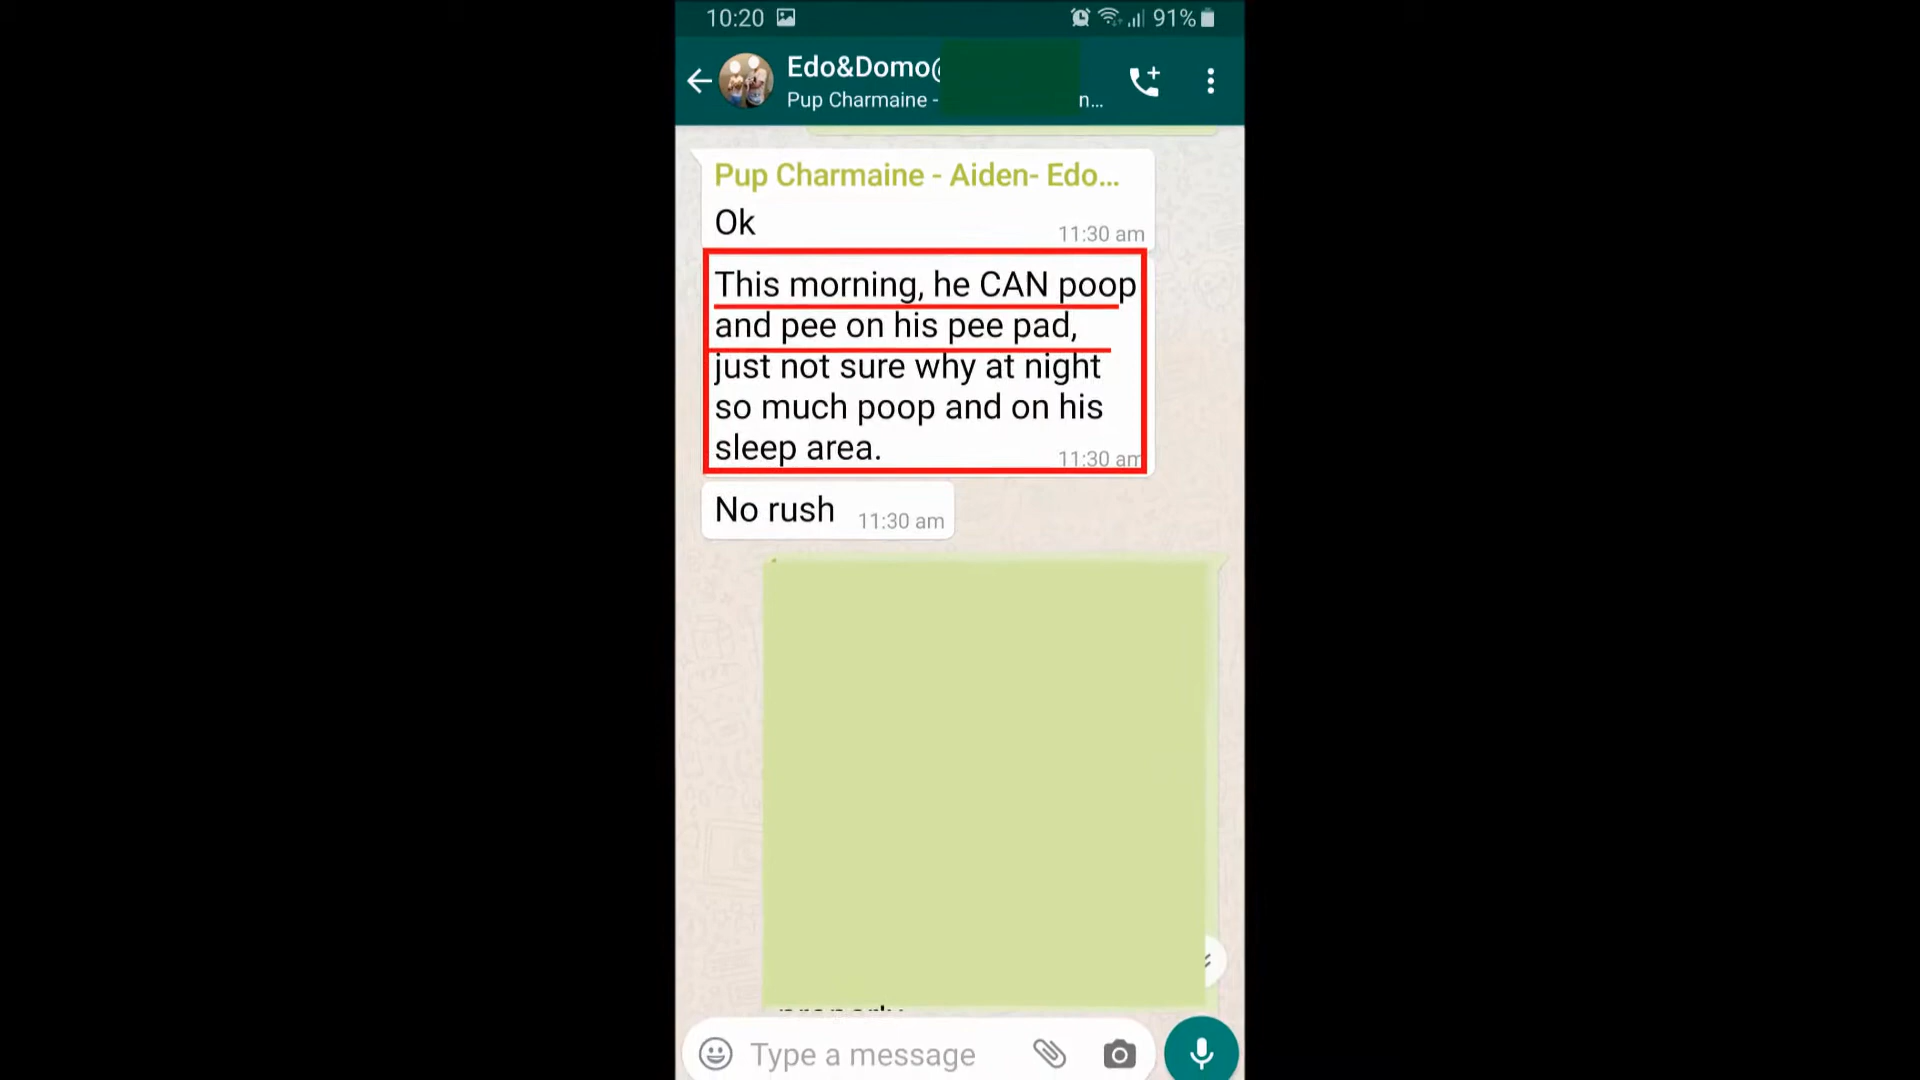 10:20 91%
Edo&Domo@
Pup Charmaine - n...
Pup Charmaine - Aiden- Edo...
Ok
11:30 am
This morning, he CAN poop
and pee on his pee pad,
just not sure why at night
so much poop and on his
sleep area.
11:30 am
No rush 11:30 am
Type a message